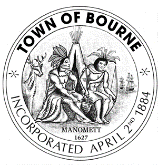 TOWN OF BOURNE
MANOMETT
1627
INCORPORATED APRIL 2ND 1884